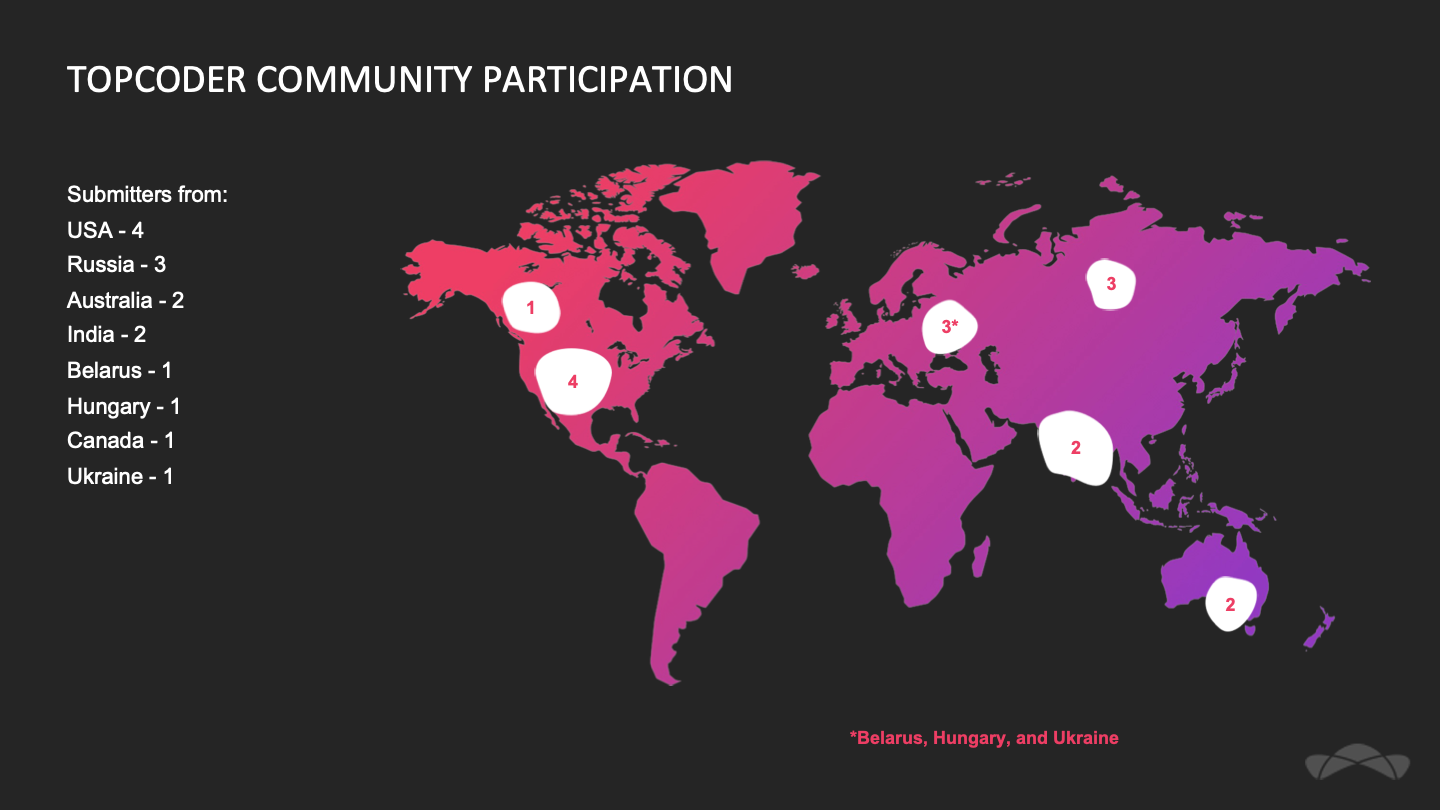 TOPCODER COMMUNITY PARTICIPATION
Submitters from:
USA - 4
Russia - 3
Australia - 2
India - 2
Belarus - 1
Hungary - 1
Canada - 1
Ukraine - 1
1
4
3*
3
2
2
*Belarus, Hungary, and Ukraine